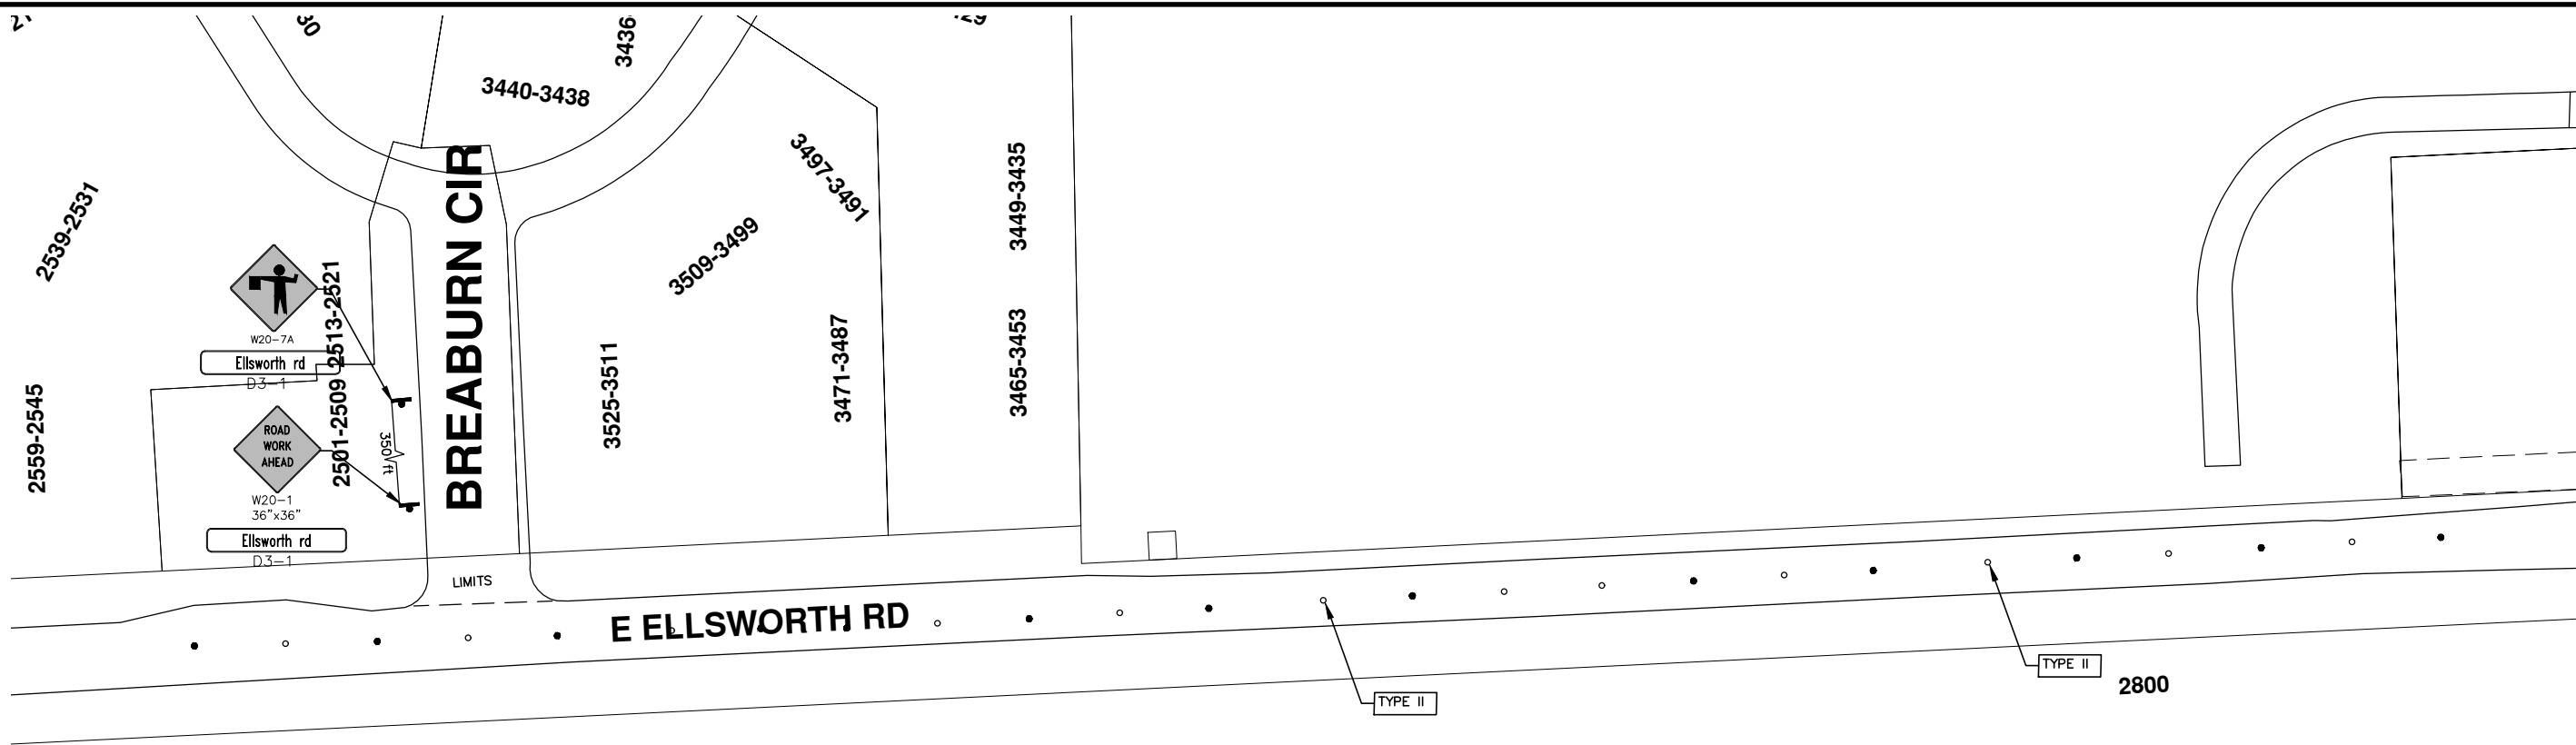 30
3436
3440-3438
2539-2531
3497-3491
3449-3435
BREABURN CIR
3509-3499
2513-2521
W20-7A
Ellsworth rd
D3-1
3525-3511
3471-3487
3465-3453
2559-2545
2501-2509
350 ft
ROAD
WORK
AHEAD
W20-1
36"x36"
Ellsworth rd
D3-1
LIMITS
E ELLSWORTH RD
TYPE II
TYPE II
2800